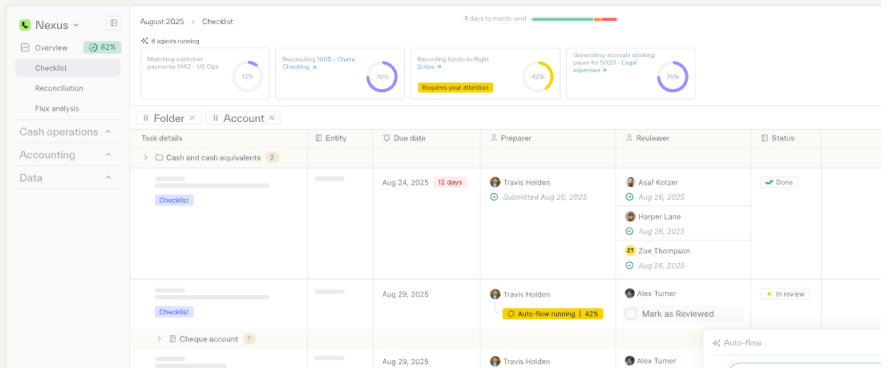 Nexus
August 2025 > Checklist
4 days to month-end
Overview
62%
6 agents running
Checklist
Reconciliation
Flux analysis
Cash operations
Accounting
Data
Matching customer
payments 1042 - US Ops
12%
Reconciling 1005 - Chase
Checking
76%
Recording funds-in-flight
Stripe
Requires your attention
42%
Generating accruals working
paper for 5020 - Legal
expenses
76%
Folder
Account
Task details
Entity
Due date
Preparer
Reviewer
Status
Cash and cash equivalents 3
Checklist
Aug 24, 2025
12 days
Travis Holden
Submitted Aug 26, 2025
Asaf Kotzer
Aug 26, 2025
Harper Lane
Aug 26, 2025
ZT Zoe Thompson
Aug 26, 2025
Done
Checklist
Aug 29, 2025
Travis Holden
Auto-flow running | 42%
Alex Turner
Mark as Reviewed
In review
Cheque account 1
Aug 29, 2025
Travis Holden
Alex Turner
Auto-flow